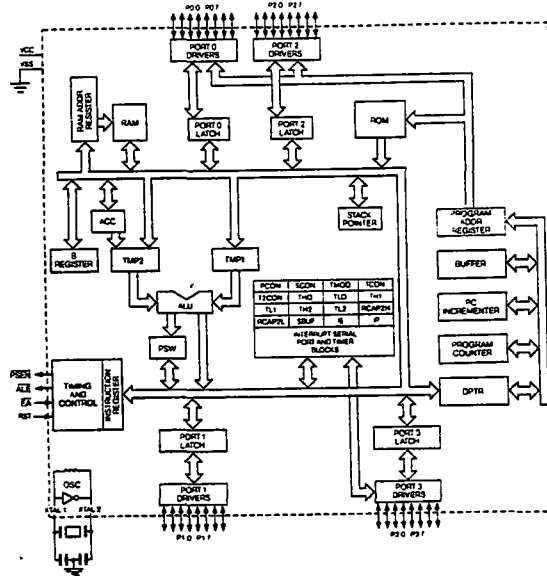 P0 0 P0 7
P2 0 P2 7
VCC
VSS
PORT 0
DRIVERS
PORT 2
DRIVERS
RAM ADDR
REGISTER
RAM
PORT 0
LATCH
PORT 2
LATCH
ROM
ACC
STACK
POINTER
PROGRAM
ADDR
REGISTER
B
REGISTER
TMP2
TMP1
BUFFER
ALU
PCON SCON TMOD TCON
T2CON TH0 TL0 TH1
TL1 TH2 TL2 RCAP2H
RCAP2L SBUF IE IP
INTERRUPT SERIAL
PORT AND TIMER
BLOCKS
PC
INCREMENTER
PSW
PROGRAM
COUNTER
PSEN
ALE
EA
RST
TIMING
AND
CONTROL
INSTRUCTION
REGISTER
DPTR
PORT 1
LATCH
PORT 3
LATCH
OSC
XTAL 1 XTAL 2
PORT 1
DRIVERS
PORT 3
DRIVERS
P1 0 P1 7
P3 0 P3 7